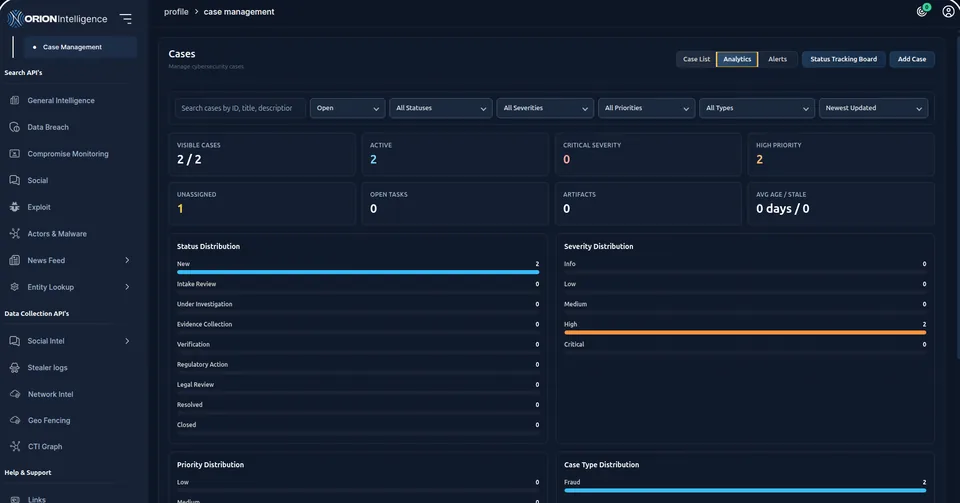 ORIONIntelligence
profile > case management
8
Case Management
Search API's
General Intelligence
Data Breach
Compromise Monitoring
Social
Exploit
Actors & Malware
News Feed
Entity Lookup
Data Collection API's
Social Intel
Stealer logs
Network Intel
Geo Fencing
CTI Graph
Help & Support
Links
Cases
Manage cybersecurity cases
Case List Analytics Alerts Status Tracking Board Add Case
Search cases by ID, title, description Open All Statuses All Severities All Priorities All Types Newest Updated
VISIBLE CASES
2 / 2
ACTIVE
2
CRITICAL SEVERITY
0
HIGH PRIORITY
2
UNASSIGNED
1
OPEN TASKS
0
ARTIFACTS
0
AVG AGE / STALE
0 days / 0
Status Distribution
New 2
Intake Review 0
Under Investigation 0
Evidence Collection 0
Verification 0
Regulatory Action 0
Legal Review 0
Resolved 0
Closed 0
Severity Distribution
Info 0
Low 0
Medium 0
High 2
Critical 0
Priority Distribution
Low 0
Medium 0
Case Type Distribution
Fraud 2